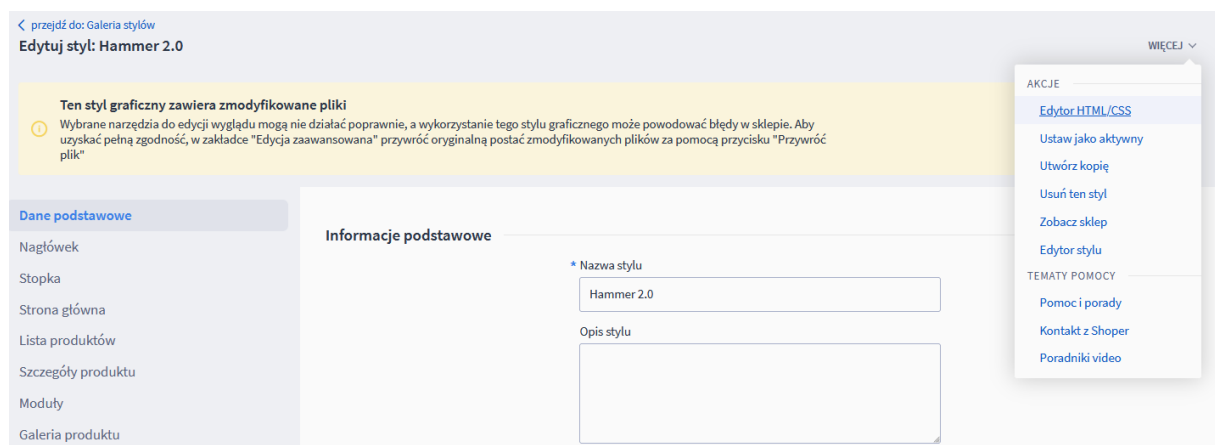 przejdź do: Galeria stylów
Edytuj styl: Hammer 2.0
WIĘCEJ
Ten styl graficzny zawiera zmodyfikowane pliki
Wybrane narzędzia do edycji wyglądu mogą nie działać poprawnie, a wykorzystanie tego stylu graficznego może powodować błędy w sklepie. Aby
uzyskać pełną zgodność, w zakładce "Edycja zaawansowana" przywróć oryginalną postać zmodyfikowanych plików za pomocą przycisku "Przywróć
plik"
AKCJE
Edytor HTML/CSS
Ustaw jako aktywny
Utwórz kopię
Usuń ten styl
Zobacz sklep
Edytor stylu
TEMATY POMOCY
Pomoc i porady
Kontakt z Shoper
Poradniki video
Dane podstawowe
Nagłówek
Stopka
Strona główna
Lista produktów
Szczegóły produktu
Moduły
Galeria produktu
Informacje podstawowe
* Nazwa stylu
Hammer 2.0
Opis stylu